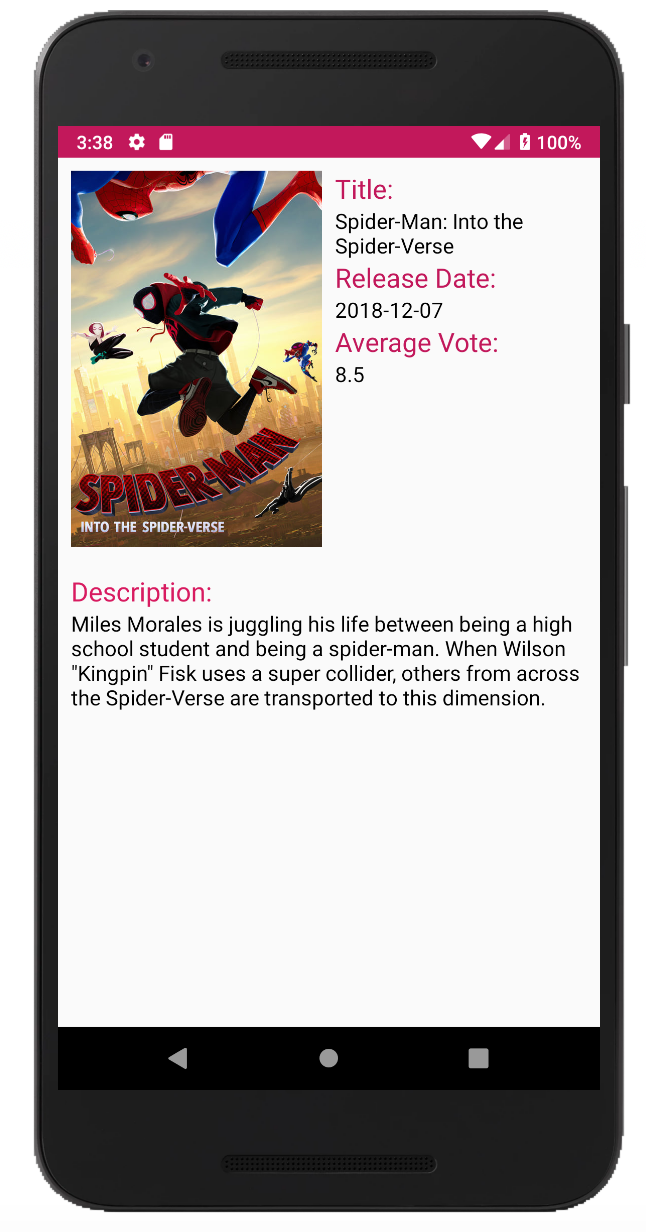 3:38
100%
Title:
Spider-Man: Into the
Spider-Verse
Release Date:
2018-12-07
Average Vote:
8.5
SPIDER-MAN
INTO THE SPIDER-VERSE
Description:
Miles Morales is juggling his life between being a high
school student and being a spider-man. When Wilson
"Kingpin" Fisk uses a super collider, others from across
the Spider-Verse are transported to this dimension.